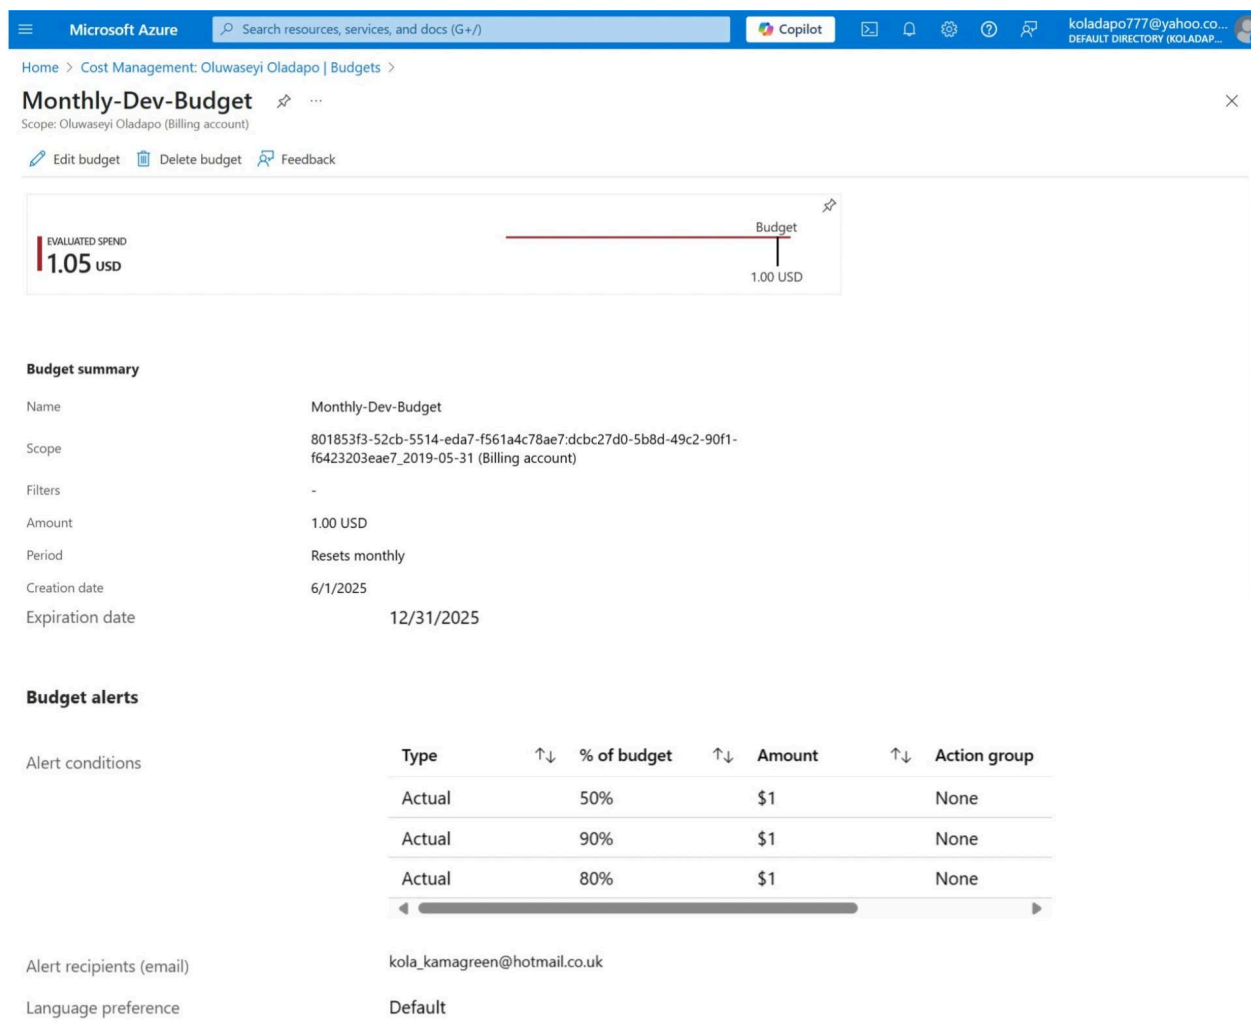 Microsoft Azure Search resources, services, and docs (G+/) Copilot koladapo777@yahoo.co...
DEFAULT DIRECTORY (KOLADAP...
Home > Cost Management: Oluwaseyi Oladapo | Budgets >
Monthly-Dev-Budget ...
Scope: Oluwaseyi Oladapo (Billing account)
Edit budget Delete budget Feedback
Budget
EVALUATED SPEND
1.05 USD
1.00 USD
Budget summary
Name Monthly-Dev-Budget
Scope 801853f3-52cb-5514-eda7-f561a4c78ae7:dcbc27d0-5b8d-49c2-90f1-
f6423203eae7_2019-05-31 (Billing account)
Filters -
Amount 1.00 USD
Period Resets monthly
Creation date 6/1/2025
Expiration date 12/31/2025
Budget alerts
Alert conditions Type ↑↓ % of budget ↑↓ Amount ↑↓ Action group
Actual 50% $1 None
Actual 90% $1 None
Actual 80% $1 None
Alert recipients (email) kola_kamagreen@hotmail.co.uk
Language preference Default